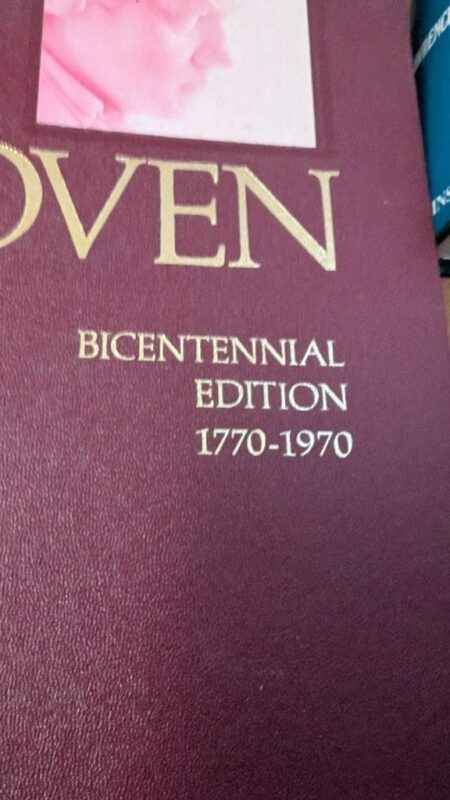 OVEN
BICENTENNIAL
EDITION
1770-1970